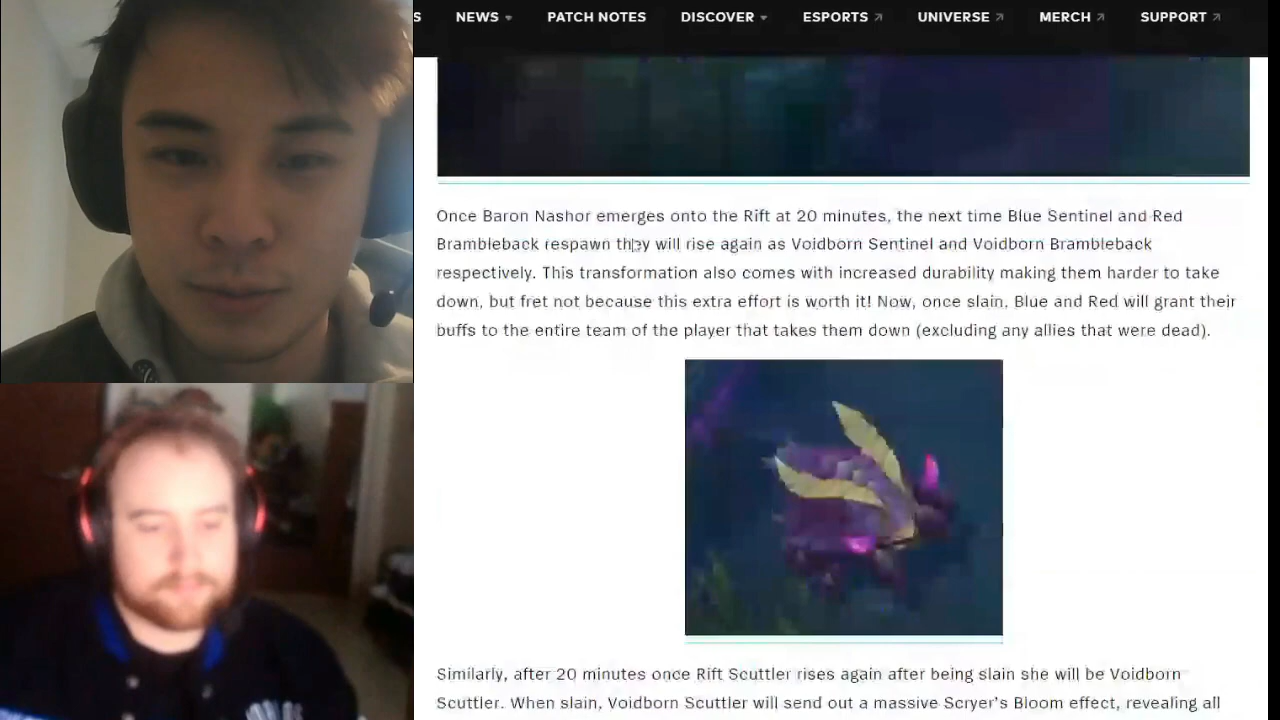 S NEWS PATCH NOTES DISCOVER ESPORTS UNIVERSE MERCH SUPPORT
Once Baron Nashor emerges onto the Rift at 20 minutes, the next time Blue Sentinel and Red
Brambleback respawn they will rise again as Voidborn Sentinel and Voidborn Brambleback
respectively. This transformation also comes with increased durability making them harder to take
down, but fret not because this extra effort is worth it! Now, once slain, Blue and Red will grant their
buffs to the entire team of the player that takes them down (excluding any allies that were dead).
Similarly, after 20 minutes once Rift Scuttler rises again after being slain she will be Voidborn
Scuttler. When slain, Voidborn Scuttler will send out a massive Scryer's Bloom effect, revealing all